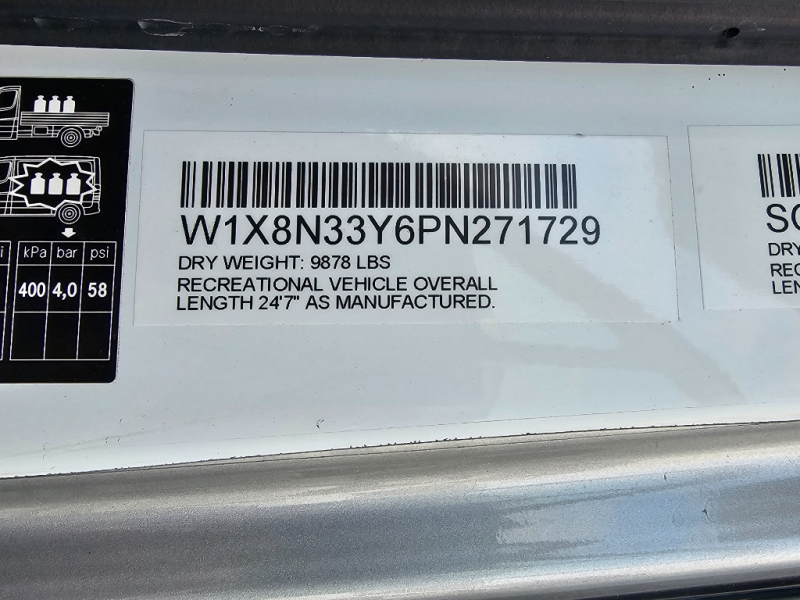 kPa bar psi
400 4,0 58
W1X8N33Y6PN271729
DRY WEIGHT: 9878 LBS
RECREATIONAL VEHICLE OVERALL
LENGTH 24'7" AS MANUFACTURED.